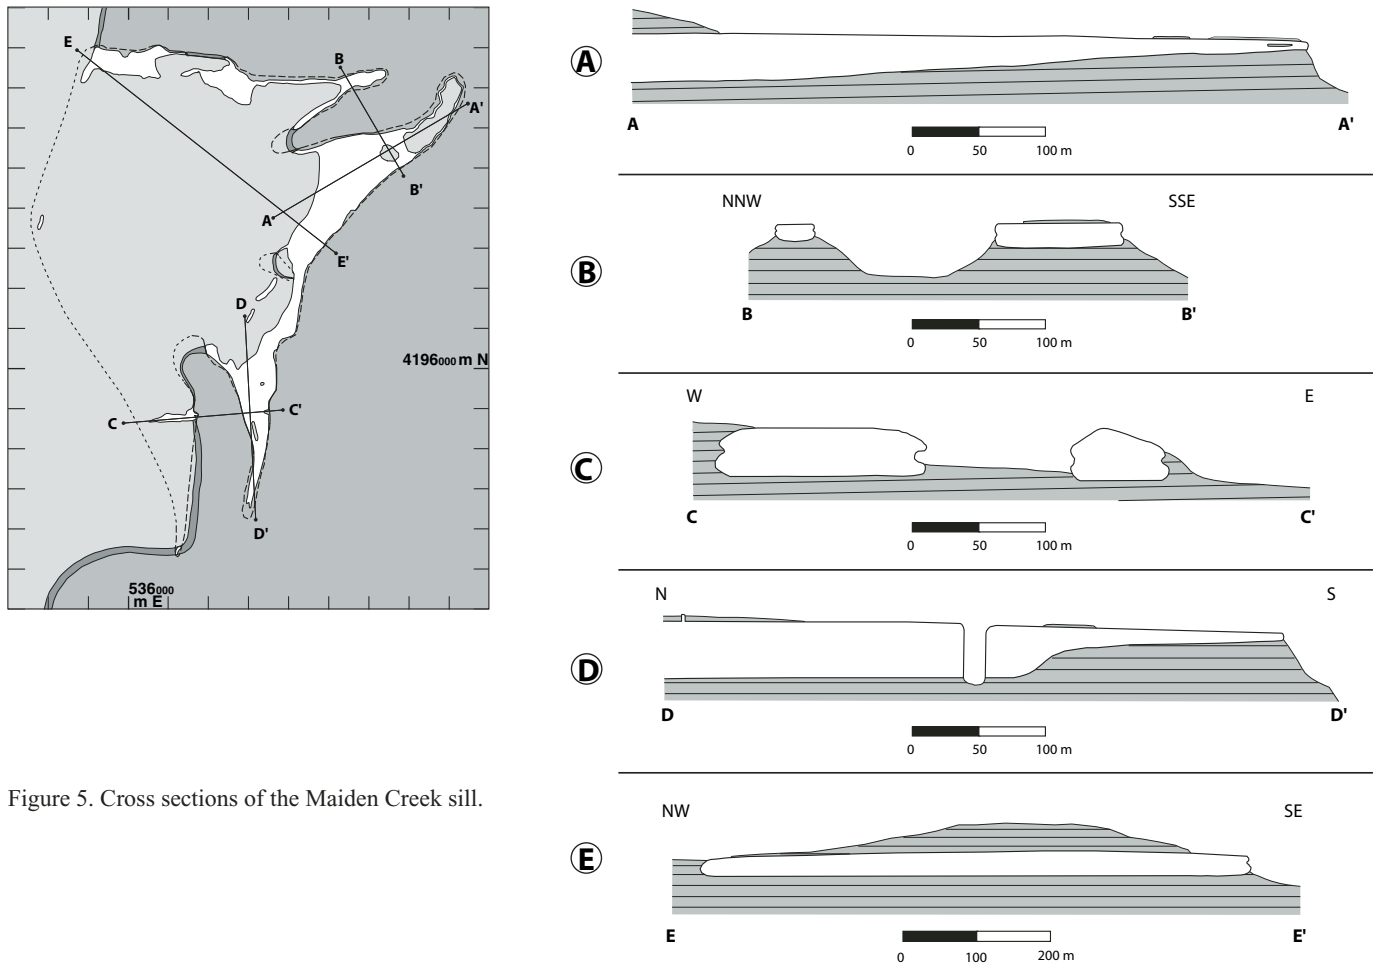 E
B
A'
B'
A
E'
D
4196000 m N
C
C'
D'
536000
m E
Figure 5. Cross sections of the Maiden Creek sill.
A
A
A'
0 50 100 m
NNW SSE
B
B
B'
0 50 100 m
W E
C
C
C'
0 50 100 m
N S
D
D
D'
0 50 100 m
NW SE
E
E
E'
0 100 200 m